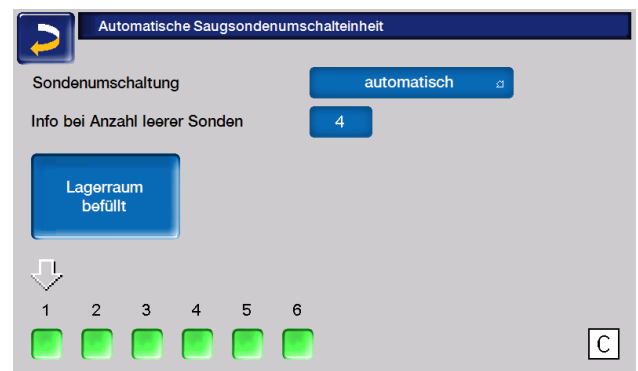 Automatische Saugsondenumschalteinheit
Sondenumschaltung automatisch
Info bei Anzahl leerer Sonden 4
Lagerraum
befüllt
1 2 3 4 5 6
C